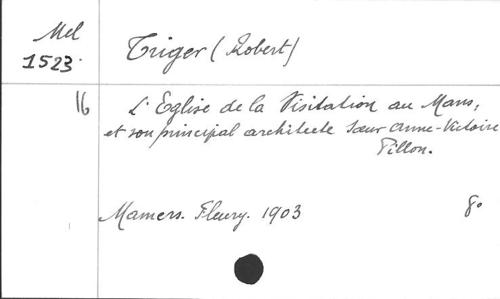 Mel
1523.
Triger (Robert)
16
L'Eglise de la Visitation au Mans,
et son principal architecte Sœur Anne-Victoire
Pillon.
Mamers. Fleury. 1903
8º